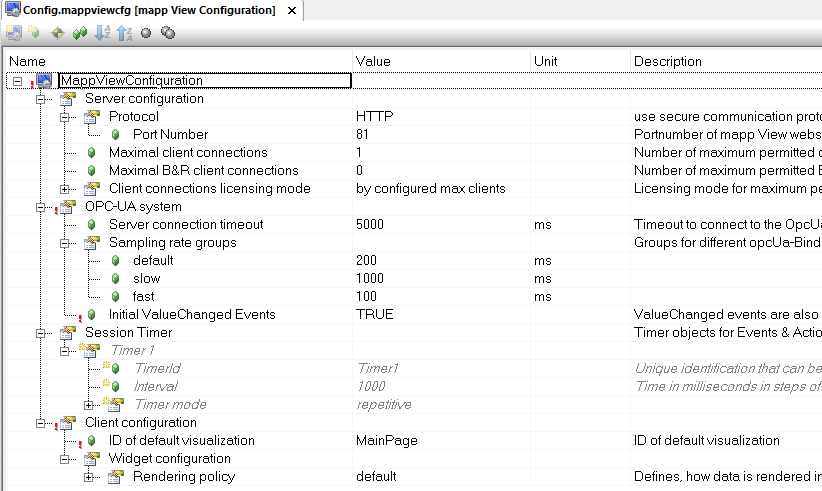 Config.mappviewcfg [mapp View Configuration]
Name Value Unit Description
MappViewConfiguration
Server configuration
Protocol HTTP use secure communication proto
Port Number 81 Portnumber of mapp View webs
Maximal client connections 1 Number of maximum permitted c
Maximal B&R client connections 0 Number of maximum permitted B
Client connections licensing mode by configured max clients Licensing mode for maximum pe
OPC-UA system
Server connection timeout 5000 ms Timeout to connect to the OpcUA
Sampling rate groups Groups for different opcUa-Bind
default 200 ms
slow 1000 ms
fast 100 ms
Initial ValueChanged Events TRUE ValueChanged events are also
Session Timer Timer objects for Events & Actio
Timer 1
TimerId Timer1 Unique identification that can be
Interval 1000 Time in milliseconds in steps of
Timer mode repetitive
Client configuration
ID of default visualization MainPage ID of default visualization
Widget configuration
Rendering policy default Defines, how data is rendered in